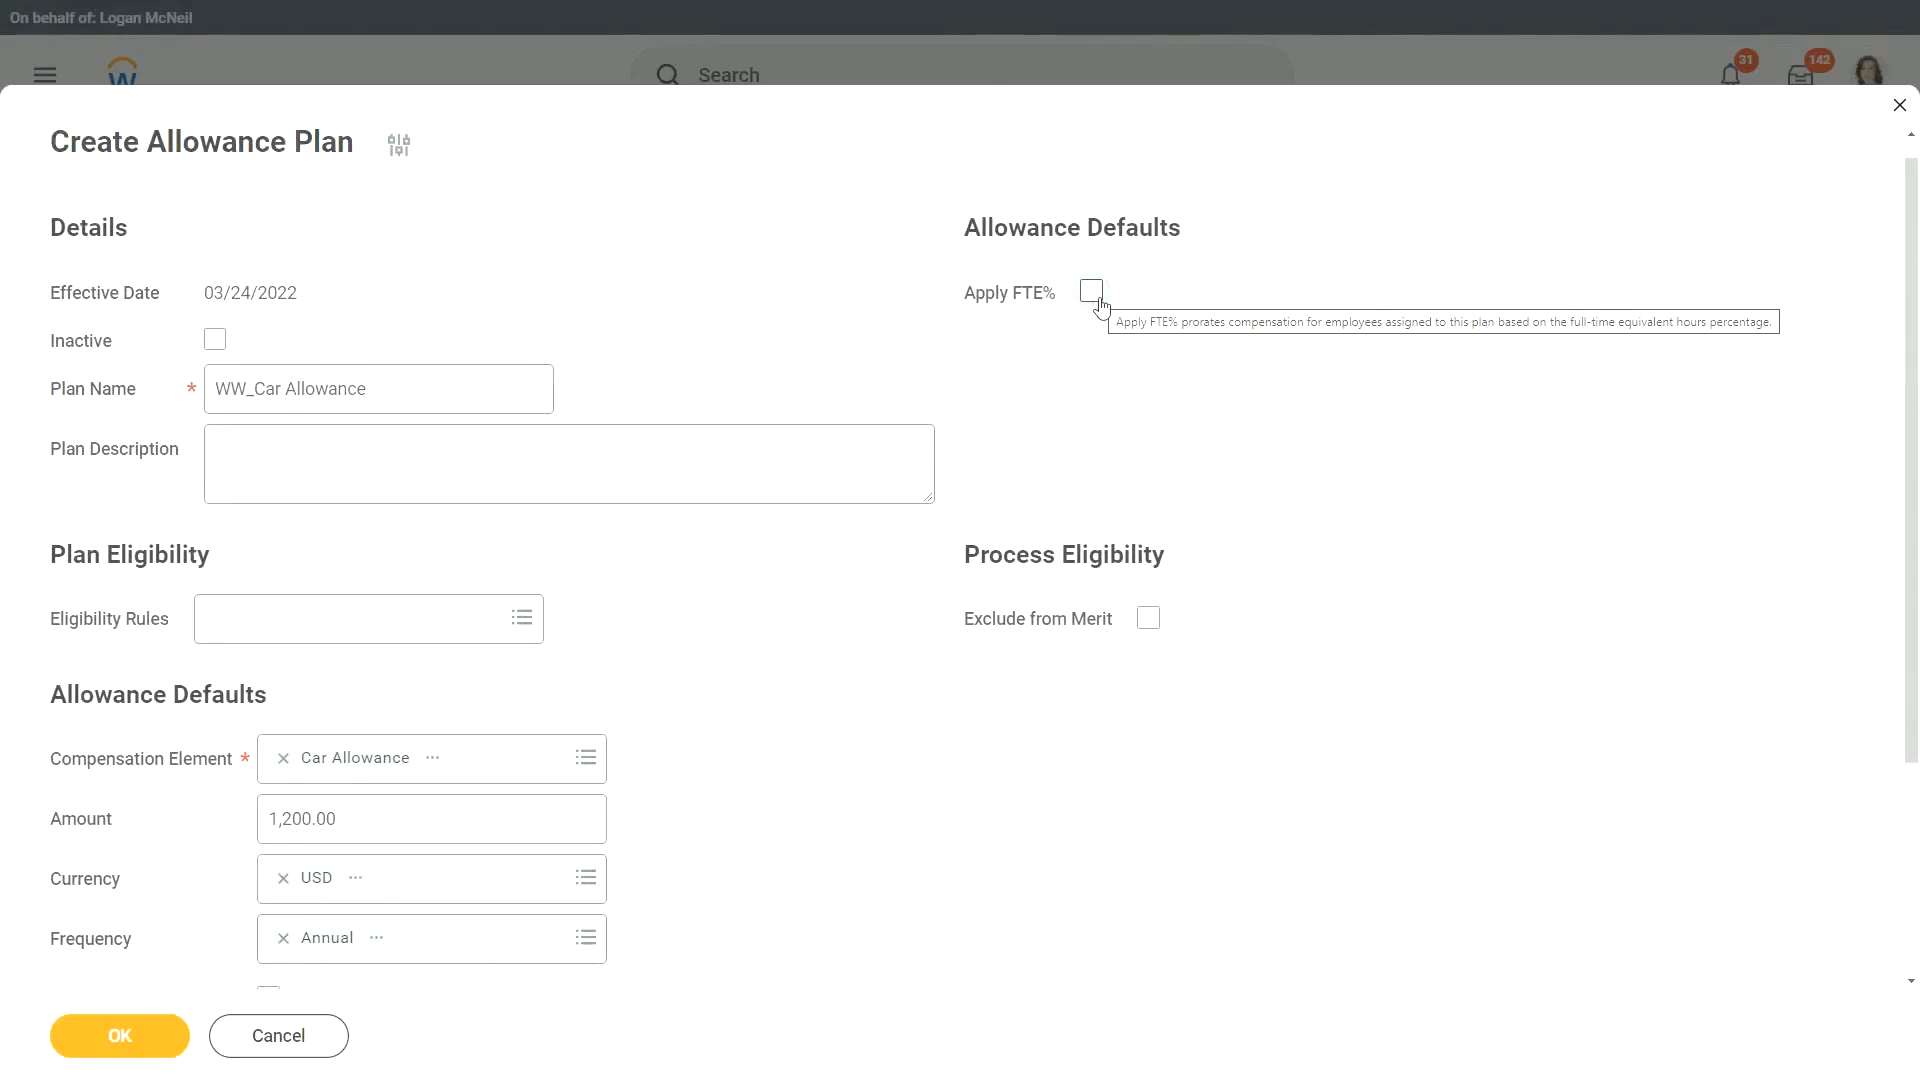 On behalf of: Logan McNeil
W
Search
31
142
Create Allowance Plan
Details
Allowance Defaults
Effective Date 03/24/2022
Apply FTE%
Apply FTE% prorates compensation for employees assigned to this plan based on the full-time equivalent hours percentage.
Inactive
Plan Name * WW_Car Allowance
Plan Description
Plan Eligibility
Process Eligibility
Eligibility Rules
Exclude from Merit
Allowance Defaults
Compensation Element * Car Allowance
Amount 1,200.00
Currency USD
Frequency Annual
OK
Cancel